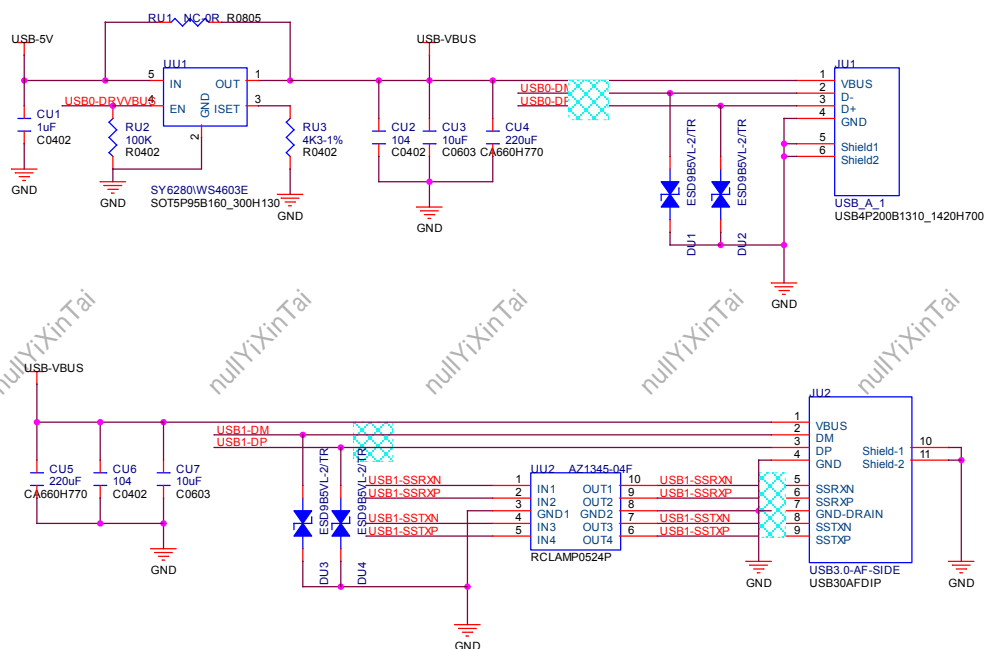 RU1 NC-0R R0805
USB-5V
USB-VBUS
UU1
JU1
5 IN OUT 1
USB0-DRVVBUS 4 EN GND ISET 3
2
CU1
1uF
C0402
RU2
100K
R0402
RU3
4K3-1%
R0402
CU2
104
C0402
CU3
10uF
C0603
CU4
220uF
CA660H770
USB0-DM
USB0-DP
1 VBUS
2 D-
3 D+
4 GND
5 Shield1
6 Shield2
ESD9B5VL-2/TR
ESD9B5VL-2/TR
GND
GND
GND
SY6280\WS4603E
SOT5P95B160_300H130
GND
USB_A_1
USB4P200B1310_1420H700
DU1
DU2
GND
nullYiXinTai
nullYiXinTai
nullYiXinTai
nullYiXinTai
USB-VBUS
JU2
USB1-DM
USB1-DP
1 VBUS
2 DM
3 DP
4 GND
Shield-1 10
Shield-2 11
CU5
220uF
CA660H770
CU6
104
C0402
CU7
10uF
C0603
ESD9B5VL-2/TR
ESD9B5VL-2/TR
UU2 AZ1345-04F
USB1-SSRXN 1 IN1 OUT1 10 USB1-SSRXN 5 SSRXN
USB1-SSRXP 2 IN2 OUT2 9 USB1-SSRXP 6 SSRXP
3 GND1 GND2 8 7 GND-DRAIN
USB1-SSTXN 4 IN3 OUT3 7 USB1-SSTXN 8 SSTXN
USB1-SSTXP 5 IN4 OUT4 6 USB1-SSTXP 9 SSTXP
RCLAMP0524P
GND
DU3
DU4
GND
USB3.0-AF-SIDE
USB30AFDIP
GND
GND